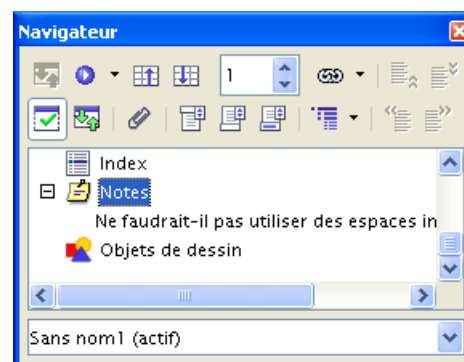 Navigateur
1
Index
Notes
Ne faudrait-il pas utiliser des espaces in
Objets de dessin
Sans nom1 (actif)